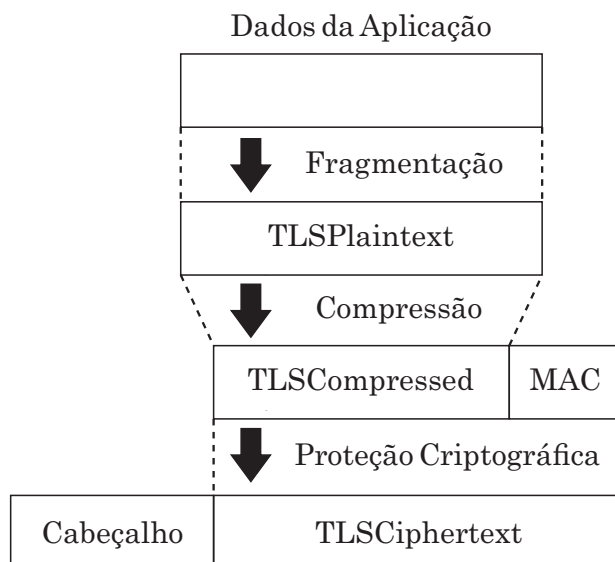 Dados da Aplicação
Fragmentação
TLSPlaintext
Compressão
TLSCompressed MAC
Proteção Criptográfica
Cabeçalho TLSCiphertext